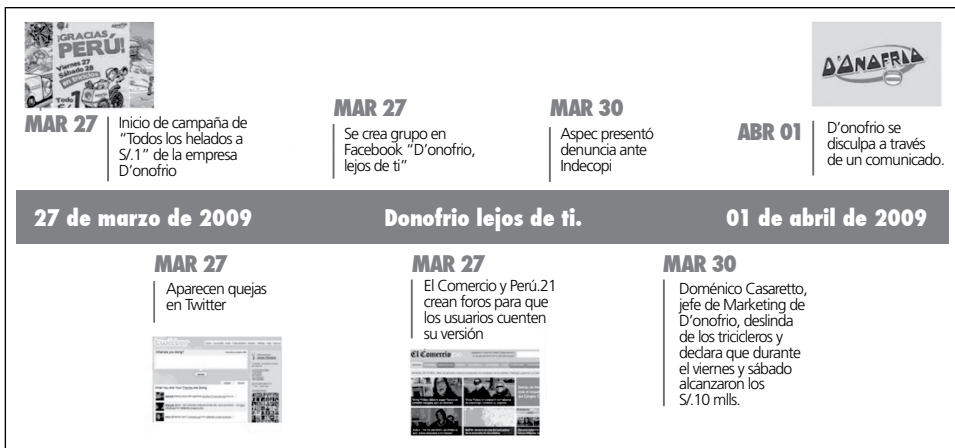 ¡GRACIAS
PERÚ!
Viernes 27
Sábado 28
Todo
S/.1
MAR 27
Inicio de campaña de
“Todos los helados a
S/.1” de la empresa
D'onofrio
MAR 27
Se crea grupo en
Facebook “D'onofrio,
lejos de ti”
MAR 30
Aspec presentó
denuncia ante
Indecopi
D'ANAFRIA
ABR 01
D'onofrio se
disculpa a través
de un comunicado.
27 de marzo de 2009
Donofrio lejos de ti.
01 de abril de 2009
MAR 27
Aparecen quejas
en Twitter
MAR 27
El Comercio y Perú.21
crean foros para que
los usuarios cuenten
su versión
El Comercio
MAR 30
Doménico Casaretto,
jefe de Marketing de
D'onofrio, deslinda
de los tricicleros y
declara que durante
el viernes y sábado
alcanzaron los
S/.10 mlls.